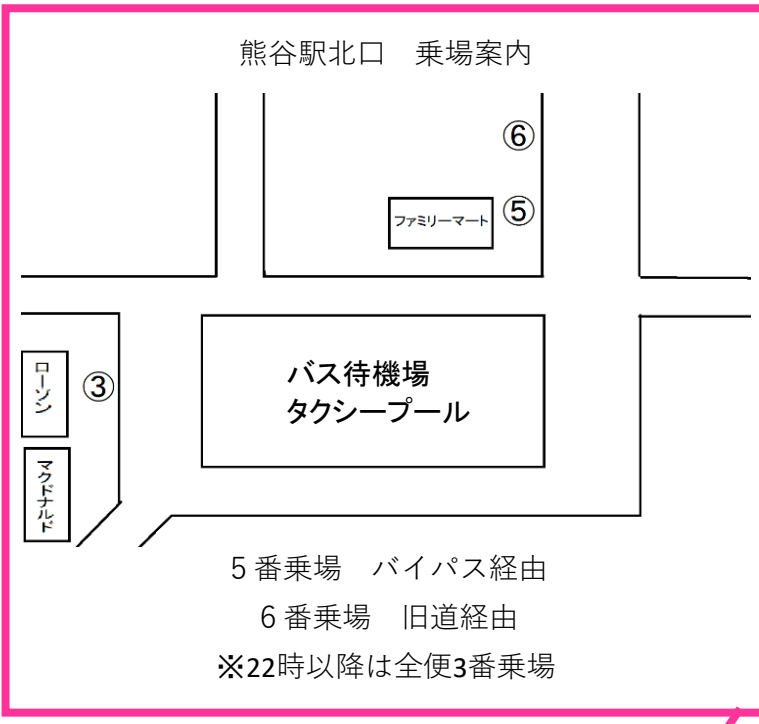 熊谷駅北口　乗場案内
⑥
⑤
ファミリーマート
③
ローソン
マクドナルド
バス待機場
タクシープール
５番乗場　バイパス経由
６番乗場　旧道経由
※22時以降は全便3番乗場